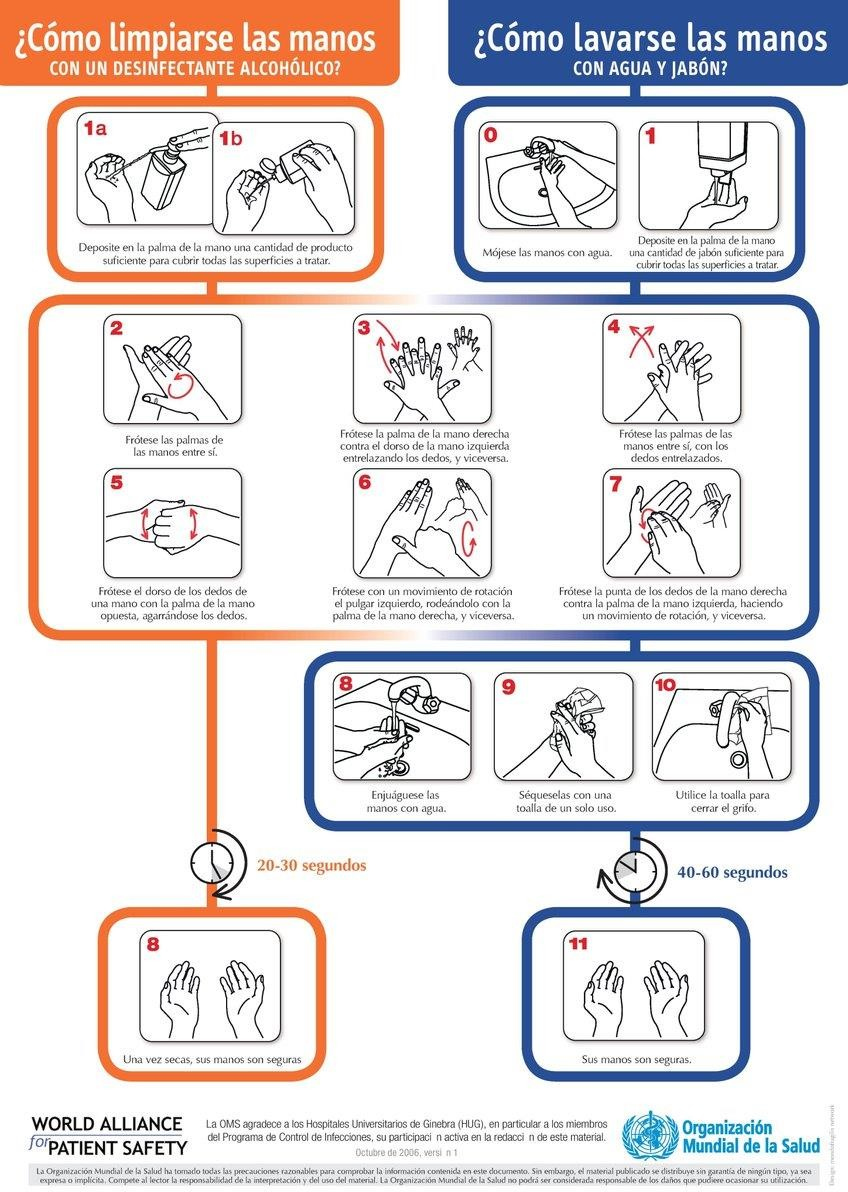 ¿Cómo limpiarse las manos
CON UN DESINFECTANTE ALCOHÓLICO?
¿Cómo lavarse las manos
CON AGUA Y JABÓN?
1a
1b
Deposite en la palma de la mano una cantidad de producto
suficiente para cubrir todas las superficies a tratar.
0
Mójese las manos con agua.
1
Deposite en la palma de la mano
una cantidad de jabón suficiente para
cubrir todas las superficies a tratar.
2
Frótese las palmas de
las manos entre sí.
3
Frótese la palma de la mano derecha
contra el dorso de la mano izquierda
entrelazando los dedos, y viceversa.
4
Frótese las palmas de las
manos entre sí, con los
dedos entrelazados.
5
Frótese el dorso de los dedos de
una mano con la palma de la mano
opuesta, agarrándose los dedos.
6
Frótese con un movimiento de rotación
el pulgar izquierdo, rodeándolo con la
palma de la mano derecha, y viceversa.
7
Frótese la punta de los dedos de la mano derecha
contra la palma de la mano izquierda, haciendo
un movimiento de rotación, y viceversa.
8
Enjuáguese las
manos con agua.
9
Séqueselas con una
toalla de un solo uso.
10
Utilice la toalla para
cerrar el grifo.
20-30 segundos
40-60 segundos
8
Una vez secas, sus manos son seguras
11
Sus manos son seguras.
WORLD ALLIANCE
for PATIENT SAFETY
La OMS agradece a los Hospitales Universitarios de Ginebra (HUG), en particular a los miembros
del Programa de Control de Infecciones, su participaci n activa en la redacci n de este material.
Octubre de 2006, versi n 1
Organización
Mundial de la Salud
La Organización Mundial de la Salud ha tomado todas las precauciones razonables para comprobar la información contenida en este documento. Sin embargo, el material publicado se distribuye sin garantía de ningún tipo, ya sea
expresa o implícita. Compete al lector la responsabilidad de la interpretación y del uso del material. La Organización Mundial de la Salud no podrá ser considerada responsable de los daños que pudiere ocasionar su utilización.
Design: mondofragilis network